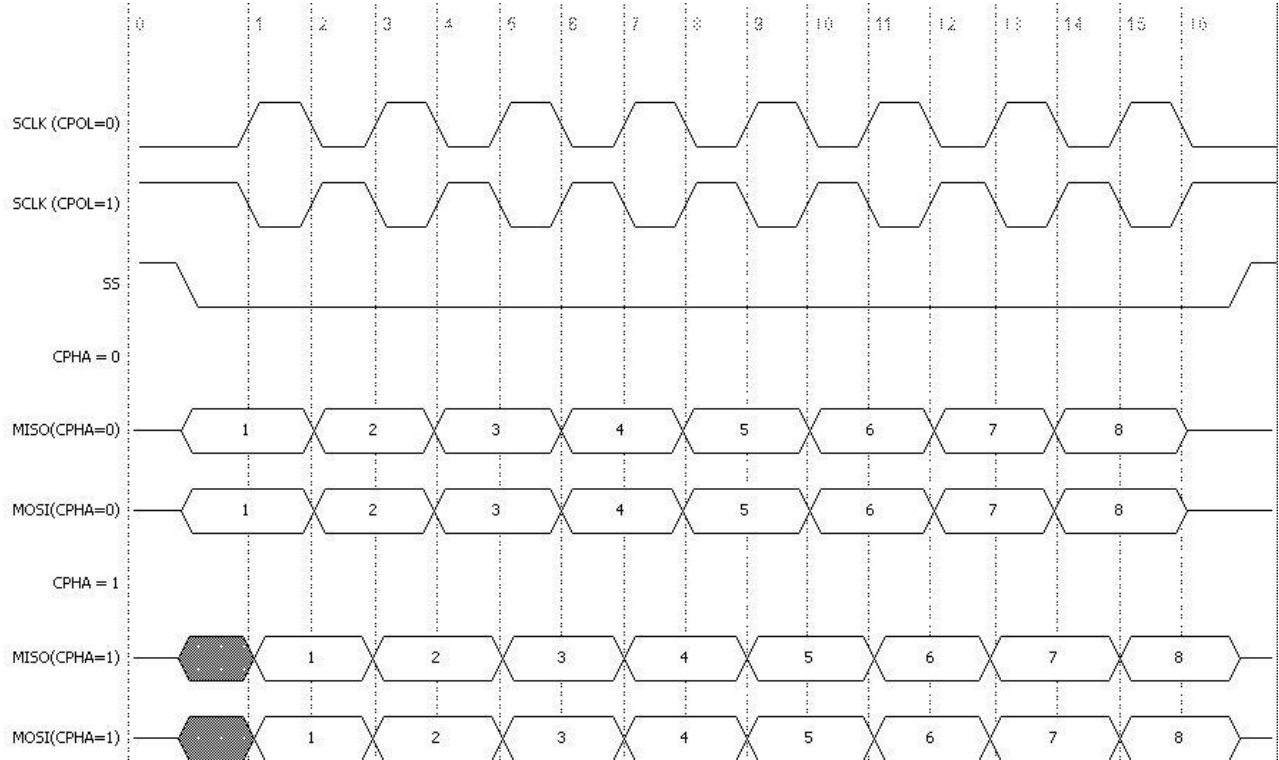 0 1 2 3 4 5 6 7 8 9 10 11 12 13 14 15 16
SCLK (CPOL=0)
SCLK (CPOL=1)
SS
CPHA = 0
MISO(CPHA=0) 1 2 3 4 5 6 7 8
MOSI(CPHA=0) 1 2 3 4 5 6 7 8
CPHA = 1
MISO(CPHA=1) 1 2 3 4 5 6 7 8
MOSI(CPHA=1) 1 2 3 4 5 6 7 8